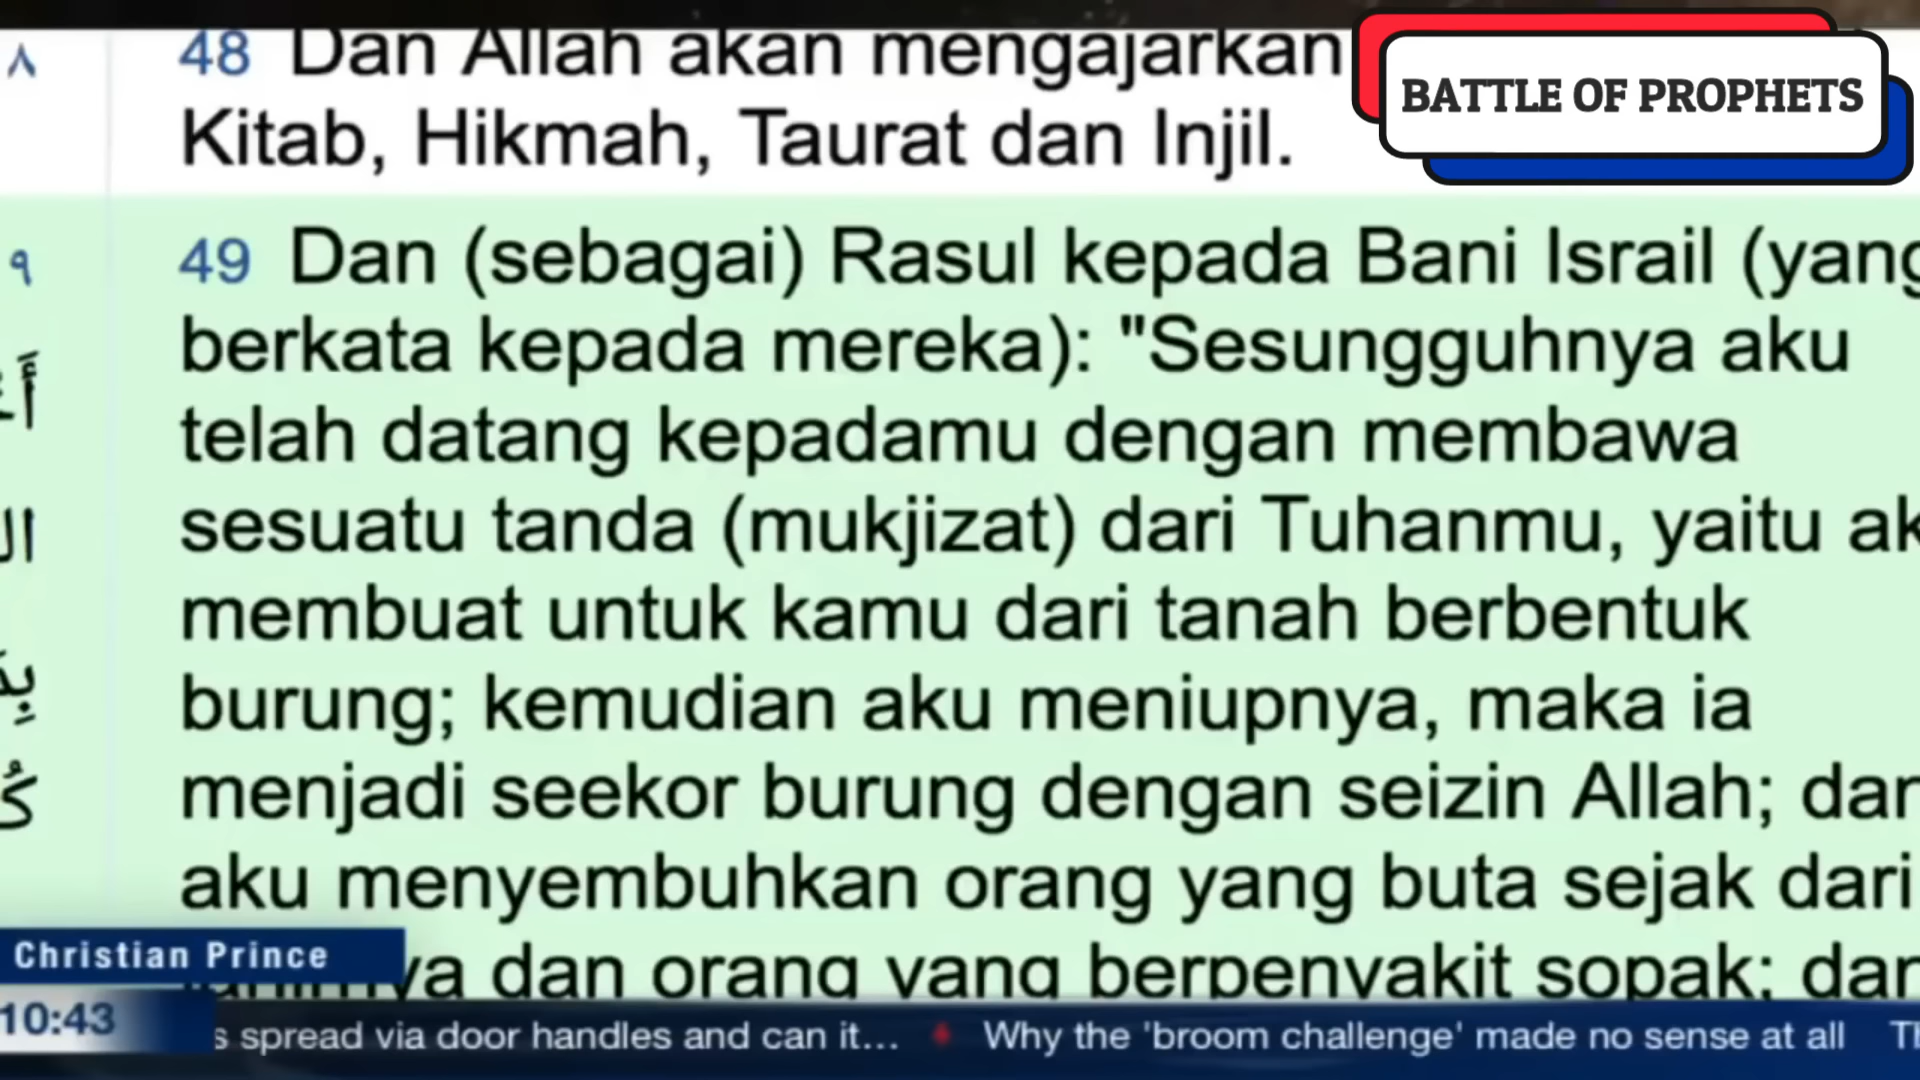 ٨
48 Dan Allah akan mengajarkan
BATTLE OF PROPHETS
Kitab, Hikmah, Taurat dan Injil.
٩
49 Dan (sebagai) Rasul kepada Bani Israil (yang
berkata kepada mereka): "Sesungguhnya aku
telah datang kepadamu dengan membawa
sesuatu tanda (mukjizat) dari Tuhanmu, yaitu ak
membuat untuk kamu dari tanah berbentuk
burung; kemudian aku meniupnya, maka ia
menjadi seekor burung dengan seizin Allah; dan
aku menyembuhkan orang yang buta sejak dari
dan orang yang berpenyakit sopak; dan
Christian Prince
10:43
s spread via door handles and can it... Why the 'broom challenge' made no sense at all Th